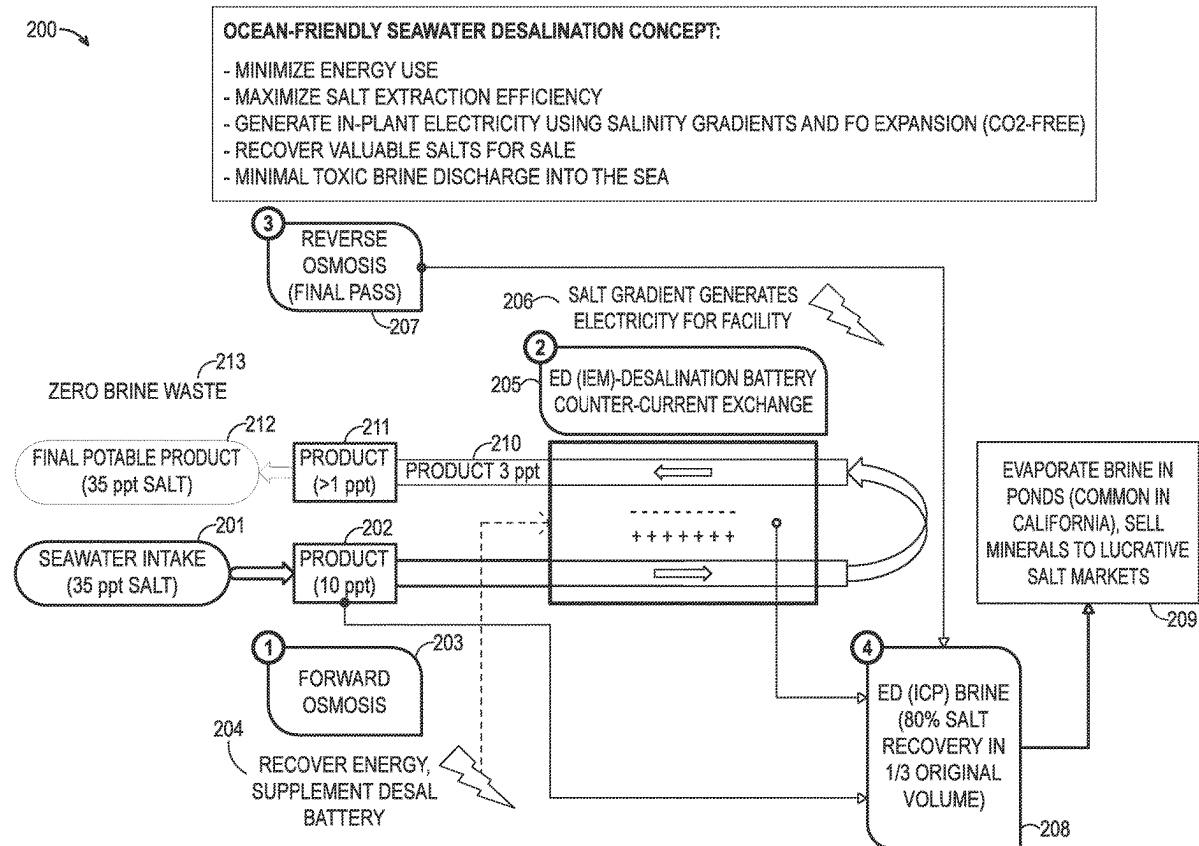 200
OCEAN-FRIENDLY SEAWATER DESALINATION CONCEPT:
- MINIMIZE ENERGY USE
- MAXIMIZE SALT EXTRACTION EFFICIENCY
- GENERATE IN-PLANT ELECTRICITY USING SALINITY GRADIENTS AND FO EXPANSION (CO2-FREE)
- RECOVER VALUABLE SALTS FOR SALE
- MINIMAL TOXIC BRINE DISCHARGE INTO THE SEA
3
REVERSE
OSMOSIS
(FINAL PASS)
207
206
SALT GRADIENT GENERATES
ELECTRICITY FOR FACILITY
2
205
ED (IEM)-DESALINATION BATTERY
COUNTER-CURRENT EXCHANGE
213
ZERO BRINE WASTE
212
FINAL POTABLE PRODUCT
(35 ppt SALT)
211
PRODUCT
(>1 ppt)
210
PRODUCT 3 ppt
- - - - - - - - - -
+ + + + + + +
201
SEAWATER INTAKE
(35 ppt SALT)
202
PRODUCT
(10 ppt)
EVAPORATE BRINE IN
PONDS (COMMON IN
CALIFORNIA), SELL
MINERALS TO LUCRATIVE
SALT MARKETS
209
1
203
FORWARD
OSMOSIS
204
RECOVER ENERGY,
SUPPLEMENT DESAL
BATTERY
4
ED (ICP) BRINE
(80% SALT
RECOVERY IN
1/3 ORIGINAL
VOLUME)
208